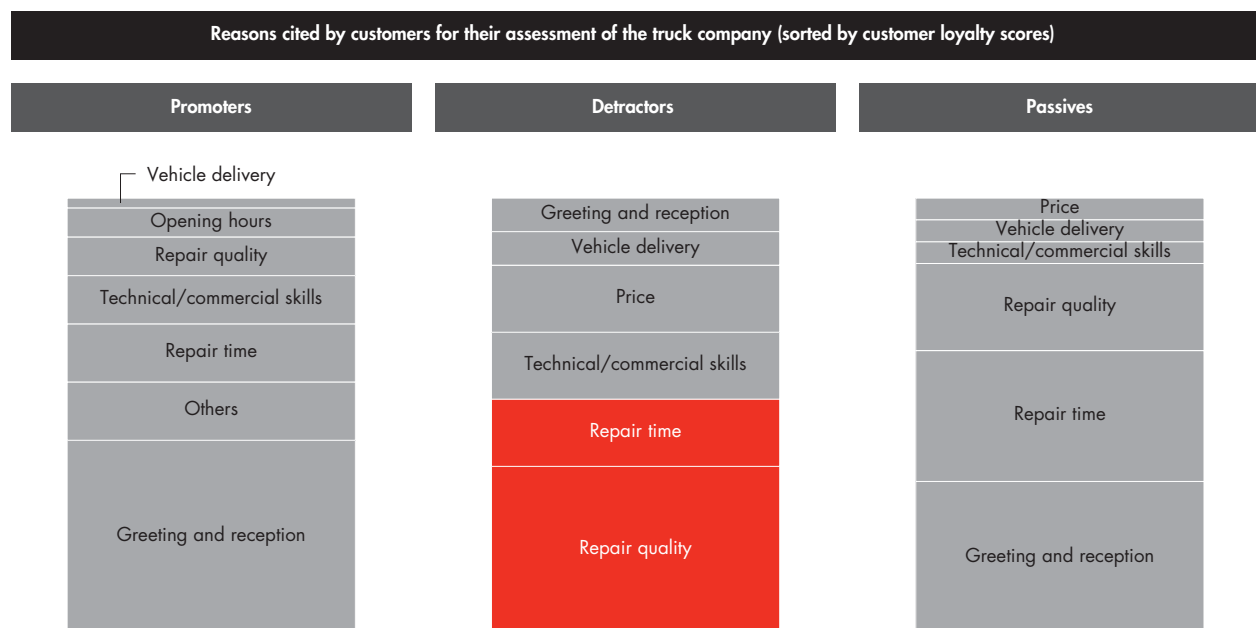 Reasons cited by customers for their assessment of the truck company (sorted by customer loyalty scores)
Promoters
Detractors
Passives
Vehicle delivery
Opening hours
Repair quality
Technical/commercial skills
Repair time
Others
Greeting and reception
Greeting and reception
Vehicle delivery
Price
Technical/commercial skills
Repair time
Repair quality
Price
Vehicle delivery
Technical/commercial skills
Repair quality
Repair time
Greeting and reception